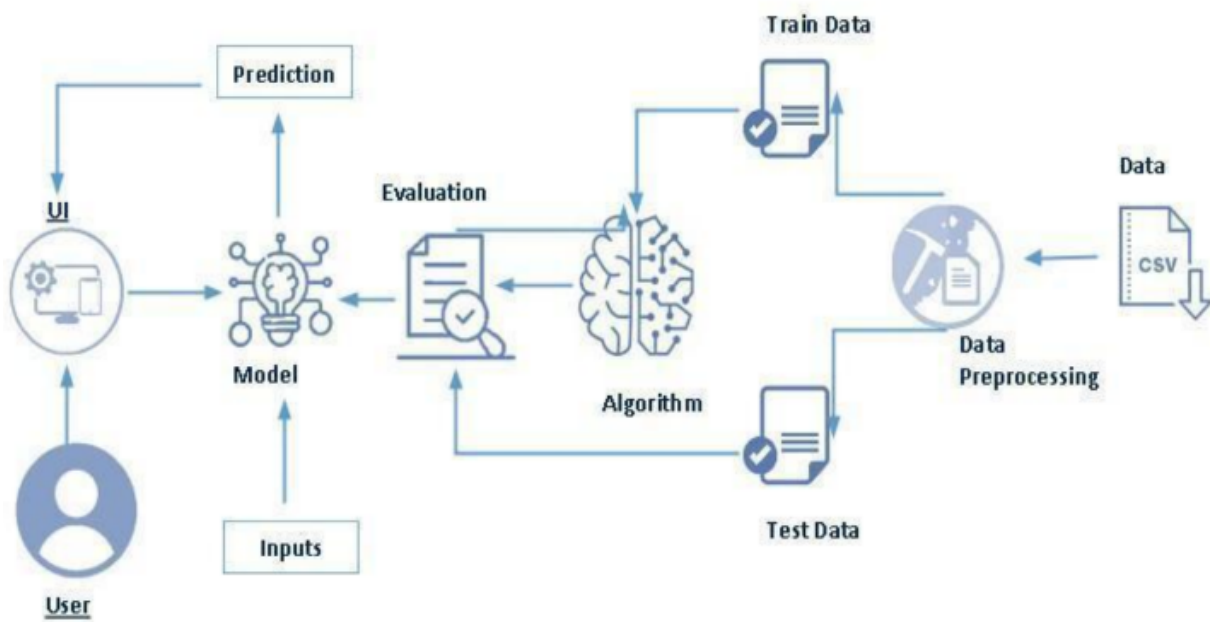 Train Data
Prediction
Data
Evaluation
UI
CSV
Model
Data
Preprocessing
Algorithm
Inputs
Test Data
User